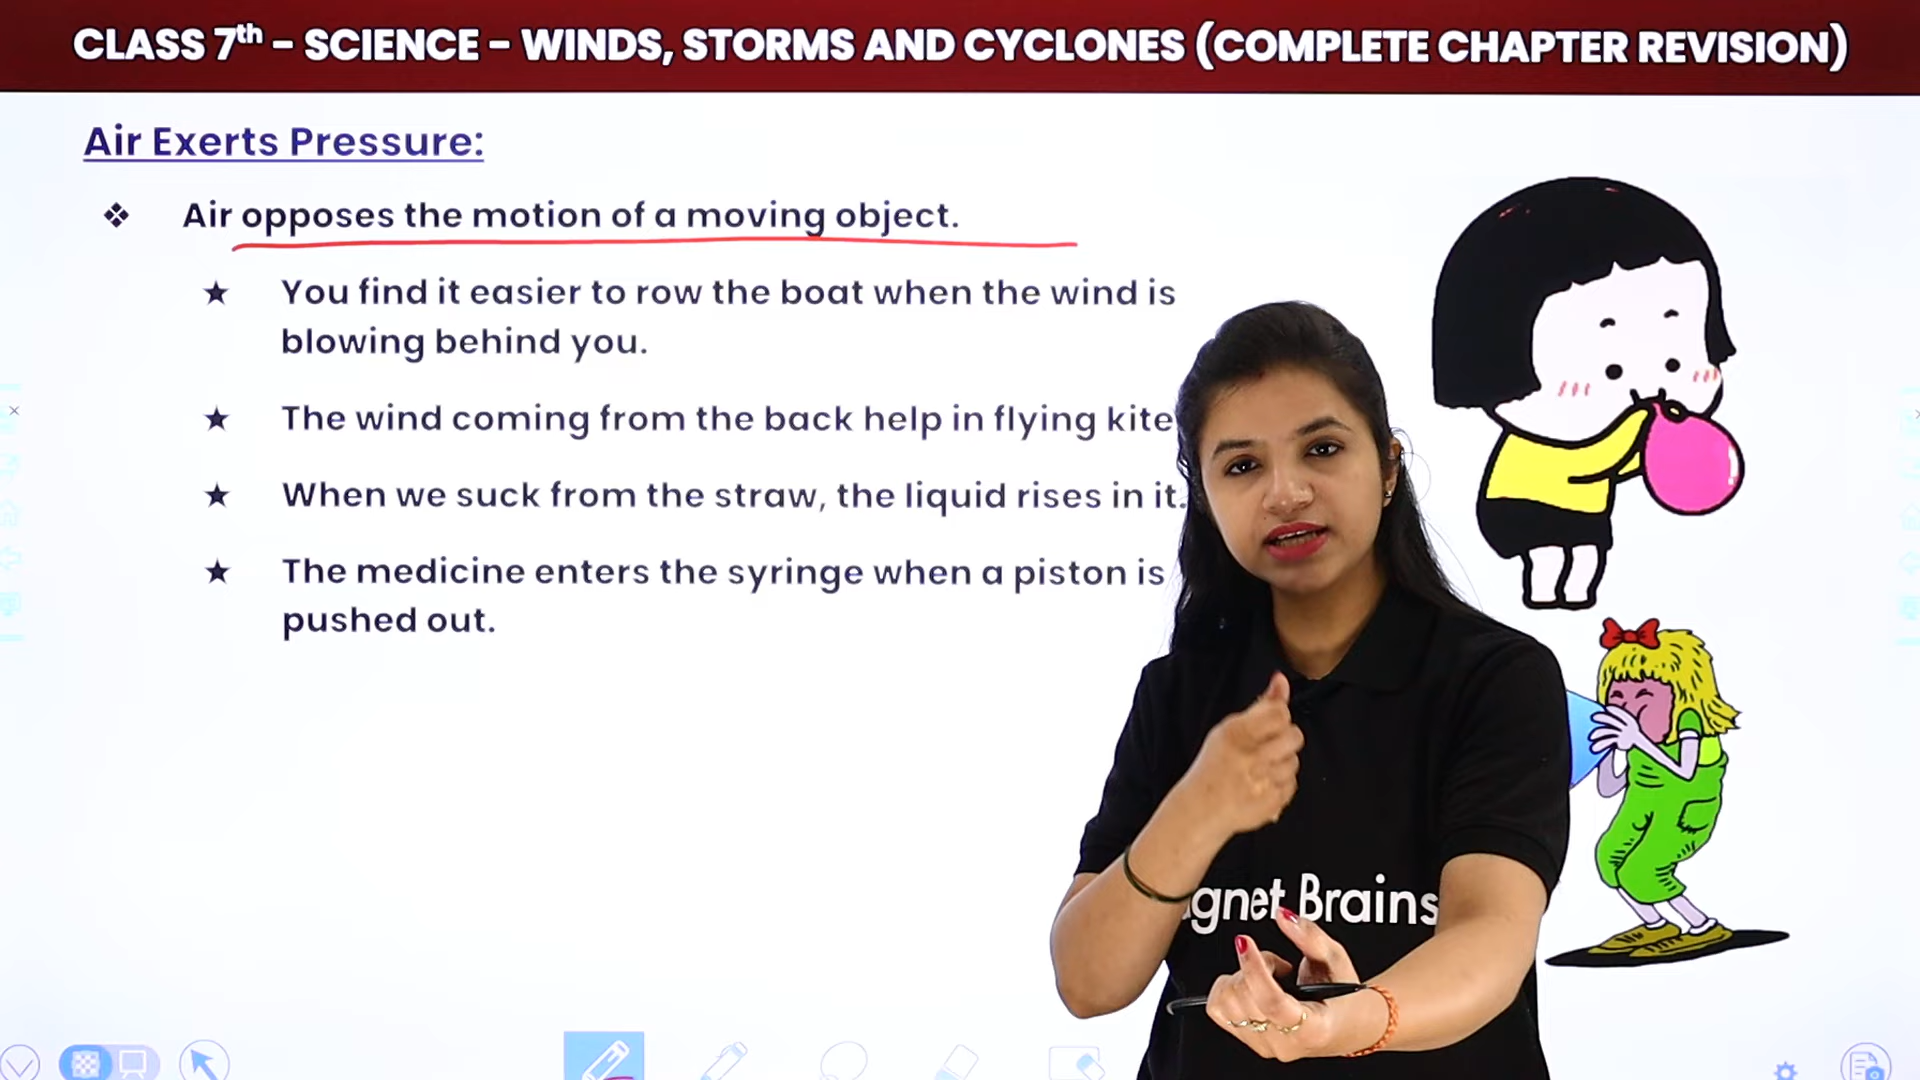 CLASS 7th – SCIENCE – WINDS, STORMS AND CYCLONES (COMPLETE CHAPTER REVISION)
Air Exerts Pressure:
❖ Air opposes the motion of a moving object.
★ You find it easier to row the boat when the wind is
blowing behind you.
★ The wind coming from the back help in flying kite
★ When we suck from the straw, the liquid rises in it.
★ The medicine enters the syringe when a piston is
pushed out.
gnet Brains